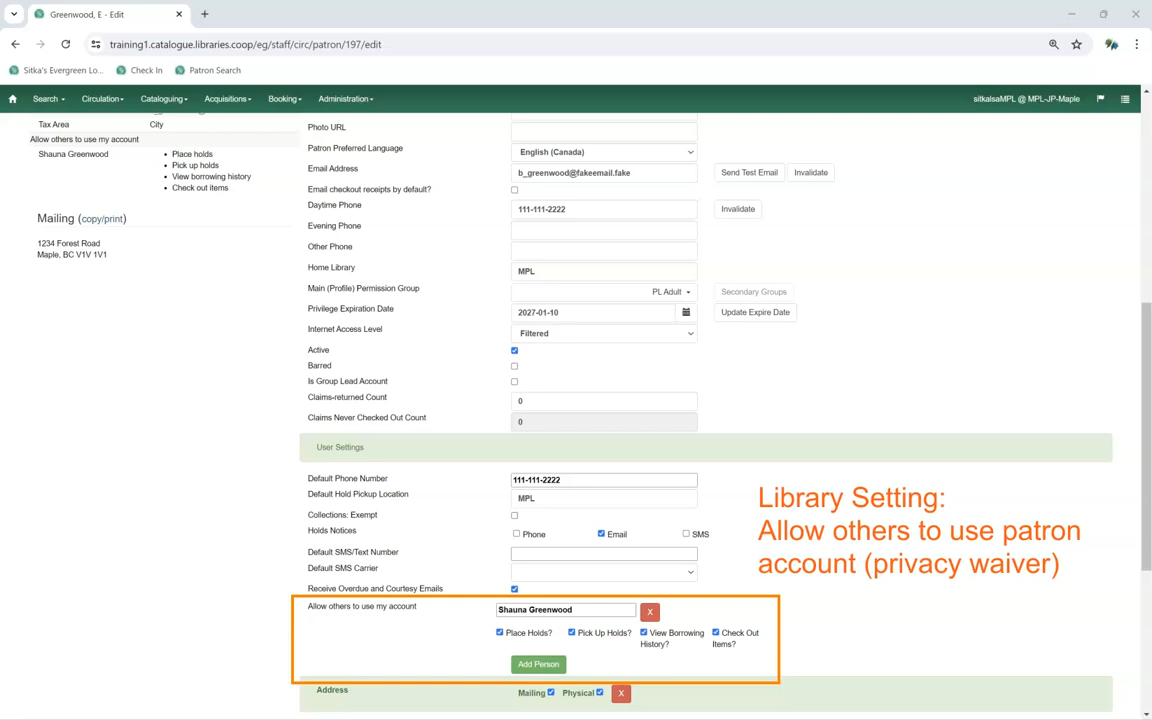 Greenwood, E - Edit
training1.catalogue.libraries.coop/eg/staff/circ/patron/197/edit
Sitka's Evergreen Lo... Check In Patron Search
Search Circulation Cataloguing Acquisitions Booking Administration sitkalsaMPL @ MPL-JP-Maple
Tax Area City
Allow others to use my account
Shauna Greenwood
• Place holds
• Pick up holds
• View borrowing history
• Check out items
Mailing (copy/print)
1234 Forest Road
Maple, BC V1V 1V1
Photo URL
Patron Preferred Language English (Canada)
Email Address b_greenwood@fakeemail.fake Send Test Email Invalidate
Email checkout receipts by default?
Daytime Phone 111-111-2222 Invalidate
Evening Phone
Other Phone
Home Library MPL
Main (Profile) Permission Group PL Adult Secondary Groups
Privilege Expiration Date 2027-01-10 Update Expire Date
Internet Access Level Filtered
Active
Barred
Is Group Lead Account
Claims-returned Count 0
Claims Never Checked Out Count 0
User Settings
Default Phone Number 111-111-2222
Default Hold Pickup Location MPL
Collections: Exempt
Holds Notices Phone Email SMS
Default SMS/Text Number
Default SMS Carrier
Receive Overdue and Courtesy Emails
Allow others to use my account Shauna Greenwood X
Place Holds? Pick Up Holds? View Borrowing History? Check Out Items?
Add Person
Address Mailing Physical X
Library Setting:
Allow others to use patron
account (privacy waiver)